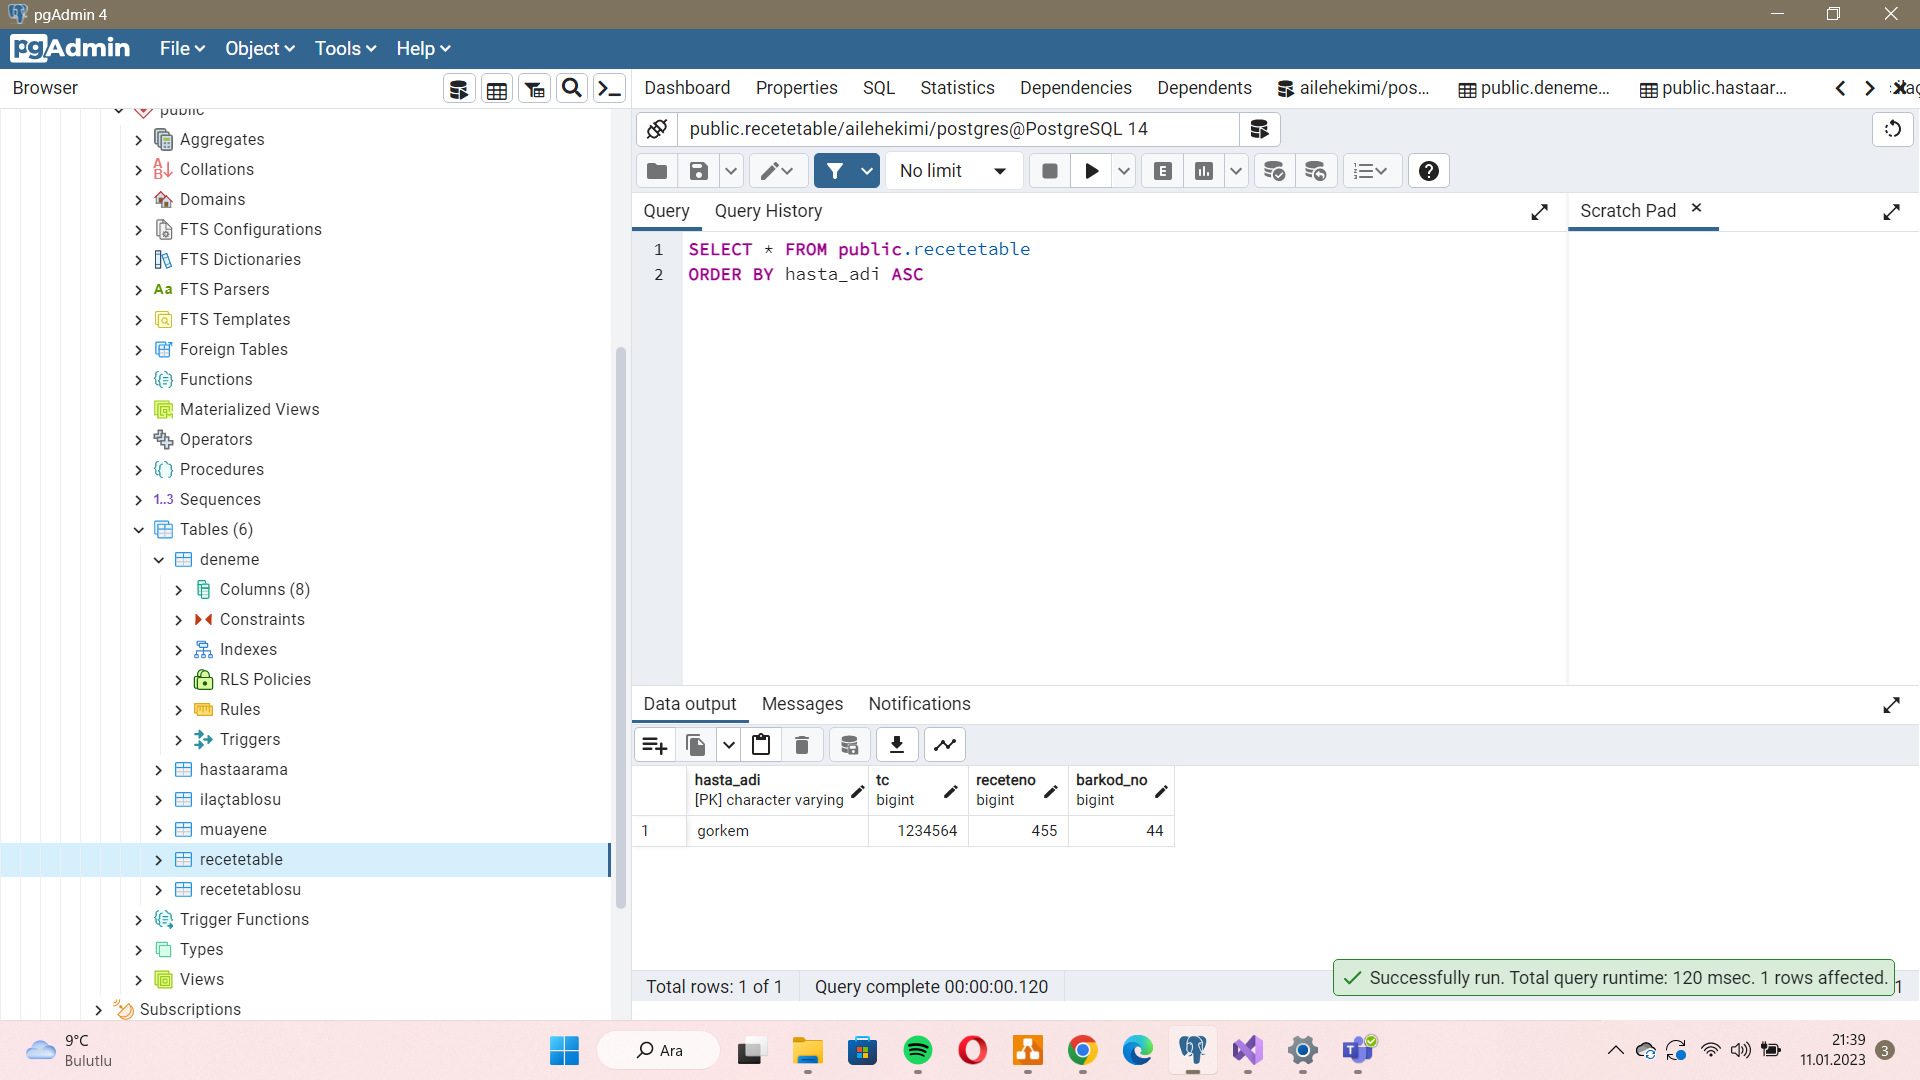 pgAdmin 4
pgAdmin File Object Tools Help
Browser
Dashboard Properties SQL Statistics Dependencies Dependents ailehekimi/pos... public.deneme... public.hastaar...
public
Aggregates
Collations
Domains
FTS Configurations
FTS Dictionaries
Aa FTS Parsers
FTS Templates
Foreign Tables
Functions
Materialized Views
Operators
Procedures
1..3 Sequences
Tables (6)
deneme
Columns (8)
Constraints
Indexes
RLS Policies
Rules
Triggers
hastaarama
ilaçtablosu
muayene
recetetable
recetetablosu
Trigger Functions
Types
Views
Subscriptions
public.recetetable/ailehekimi/postgres@PostgreSQL 14
No limit
E
Query Query History
Scratch Pad
1 SELECT * FROM public.recetetable
2 ORDER BY hasta_adi ASC
Data output Messages Notifications
hasta_adi tc receteno barkod_no
[PK] character varying bigint bigint bigint
1 gorkem 1234564 455 44
Total rows: 1 of 1 Query complete 00:00:00.120
Successfully run. Total query runtime: 120 msec. 1 rows affected.
9°C
Bulutlu
Ara
21:39
11.01.2023
3